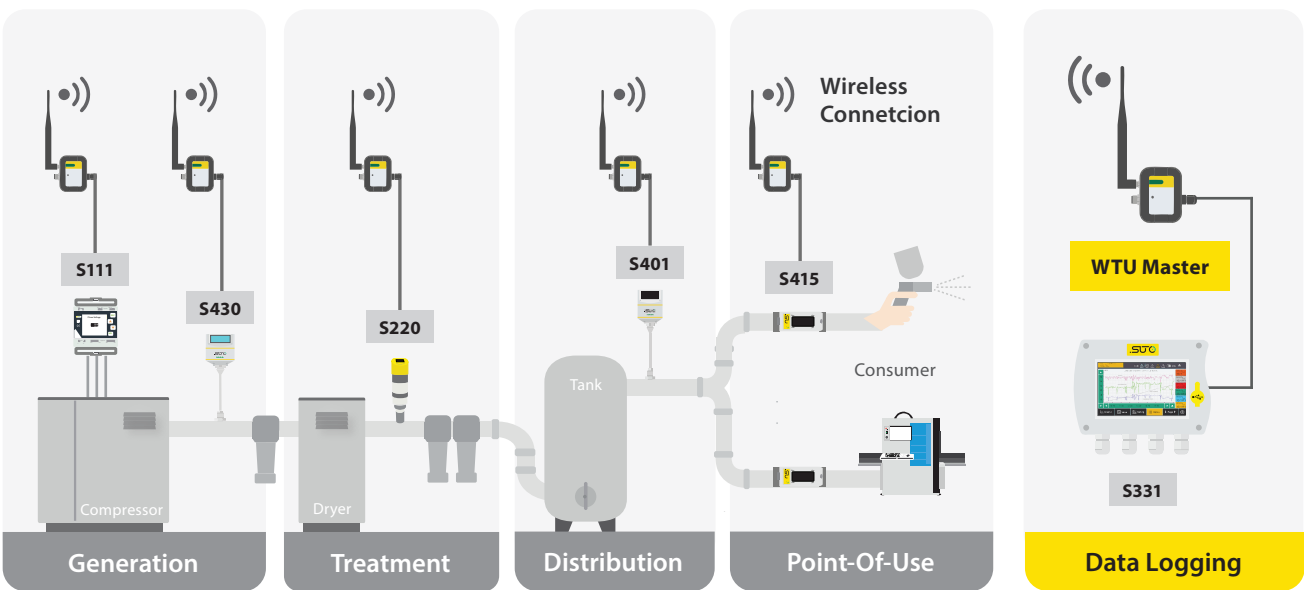 Wireless
Connetcion
S111
S430
S220
S401
S415
WTU Master
Consumer
Tank
Compressor
Dryer
SUTO
S331
Generation
Treatment
Distribution
Point-Of-Use
Data Logging